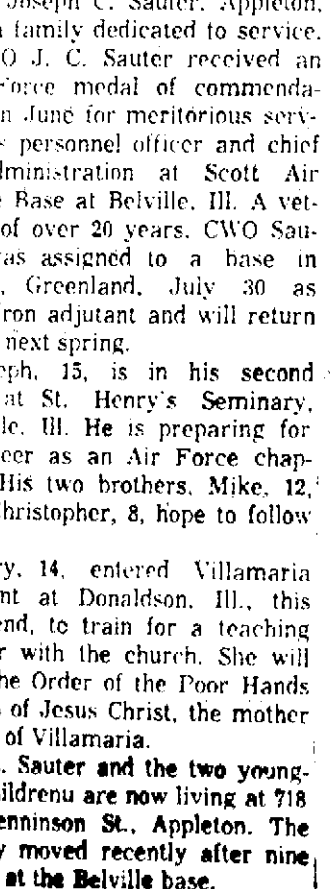 Joseph C. Sauter, Appleton,
family dedicated to service.
O J. C. Sauter received an
Force medal of commenda-
n June for meritorious serv-
personnel officer and chief
dministration at Scott Air
e Base at Belville, Ill. A vet-
of over 20 years, CWO Sau-
as assigned to a base in
, Greenland, July 30 as
ron adjutant and will return
next spring.
eph, 15, is in his second
at St. Henry's Seminary,
le, Ill. He is preparing for
eer as an Air Force chap-
His two brothers, Mike, 12,
hristopher, 8, hope to follow
ry, 14, entered Villamaria
nt at Donaldson, Ill., this
end, to train for a teaching
r with the church. She will
he Order of the Poor Hands
s of Jesus Christ, the mother
of Villamaria.
. Sauter and the two young-
ildrenu are now living at 718
enninson St., Appleton. The
y moved recently after nine
at the Belville base.